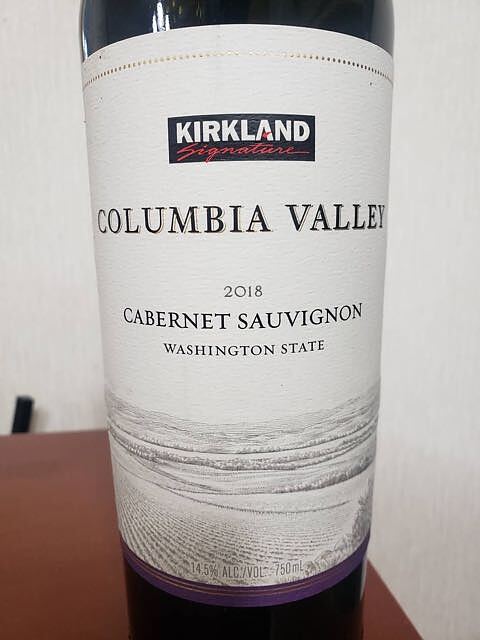 KIRKLAND
Signature
COLUMBIA VALLEY
2018
CABERNET SAUVIGNON
WASHINGTON STATE
14.5% ALC./VOL. 750mL